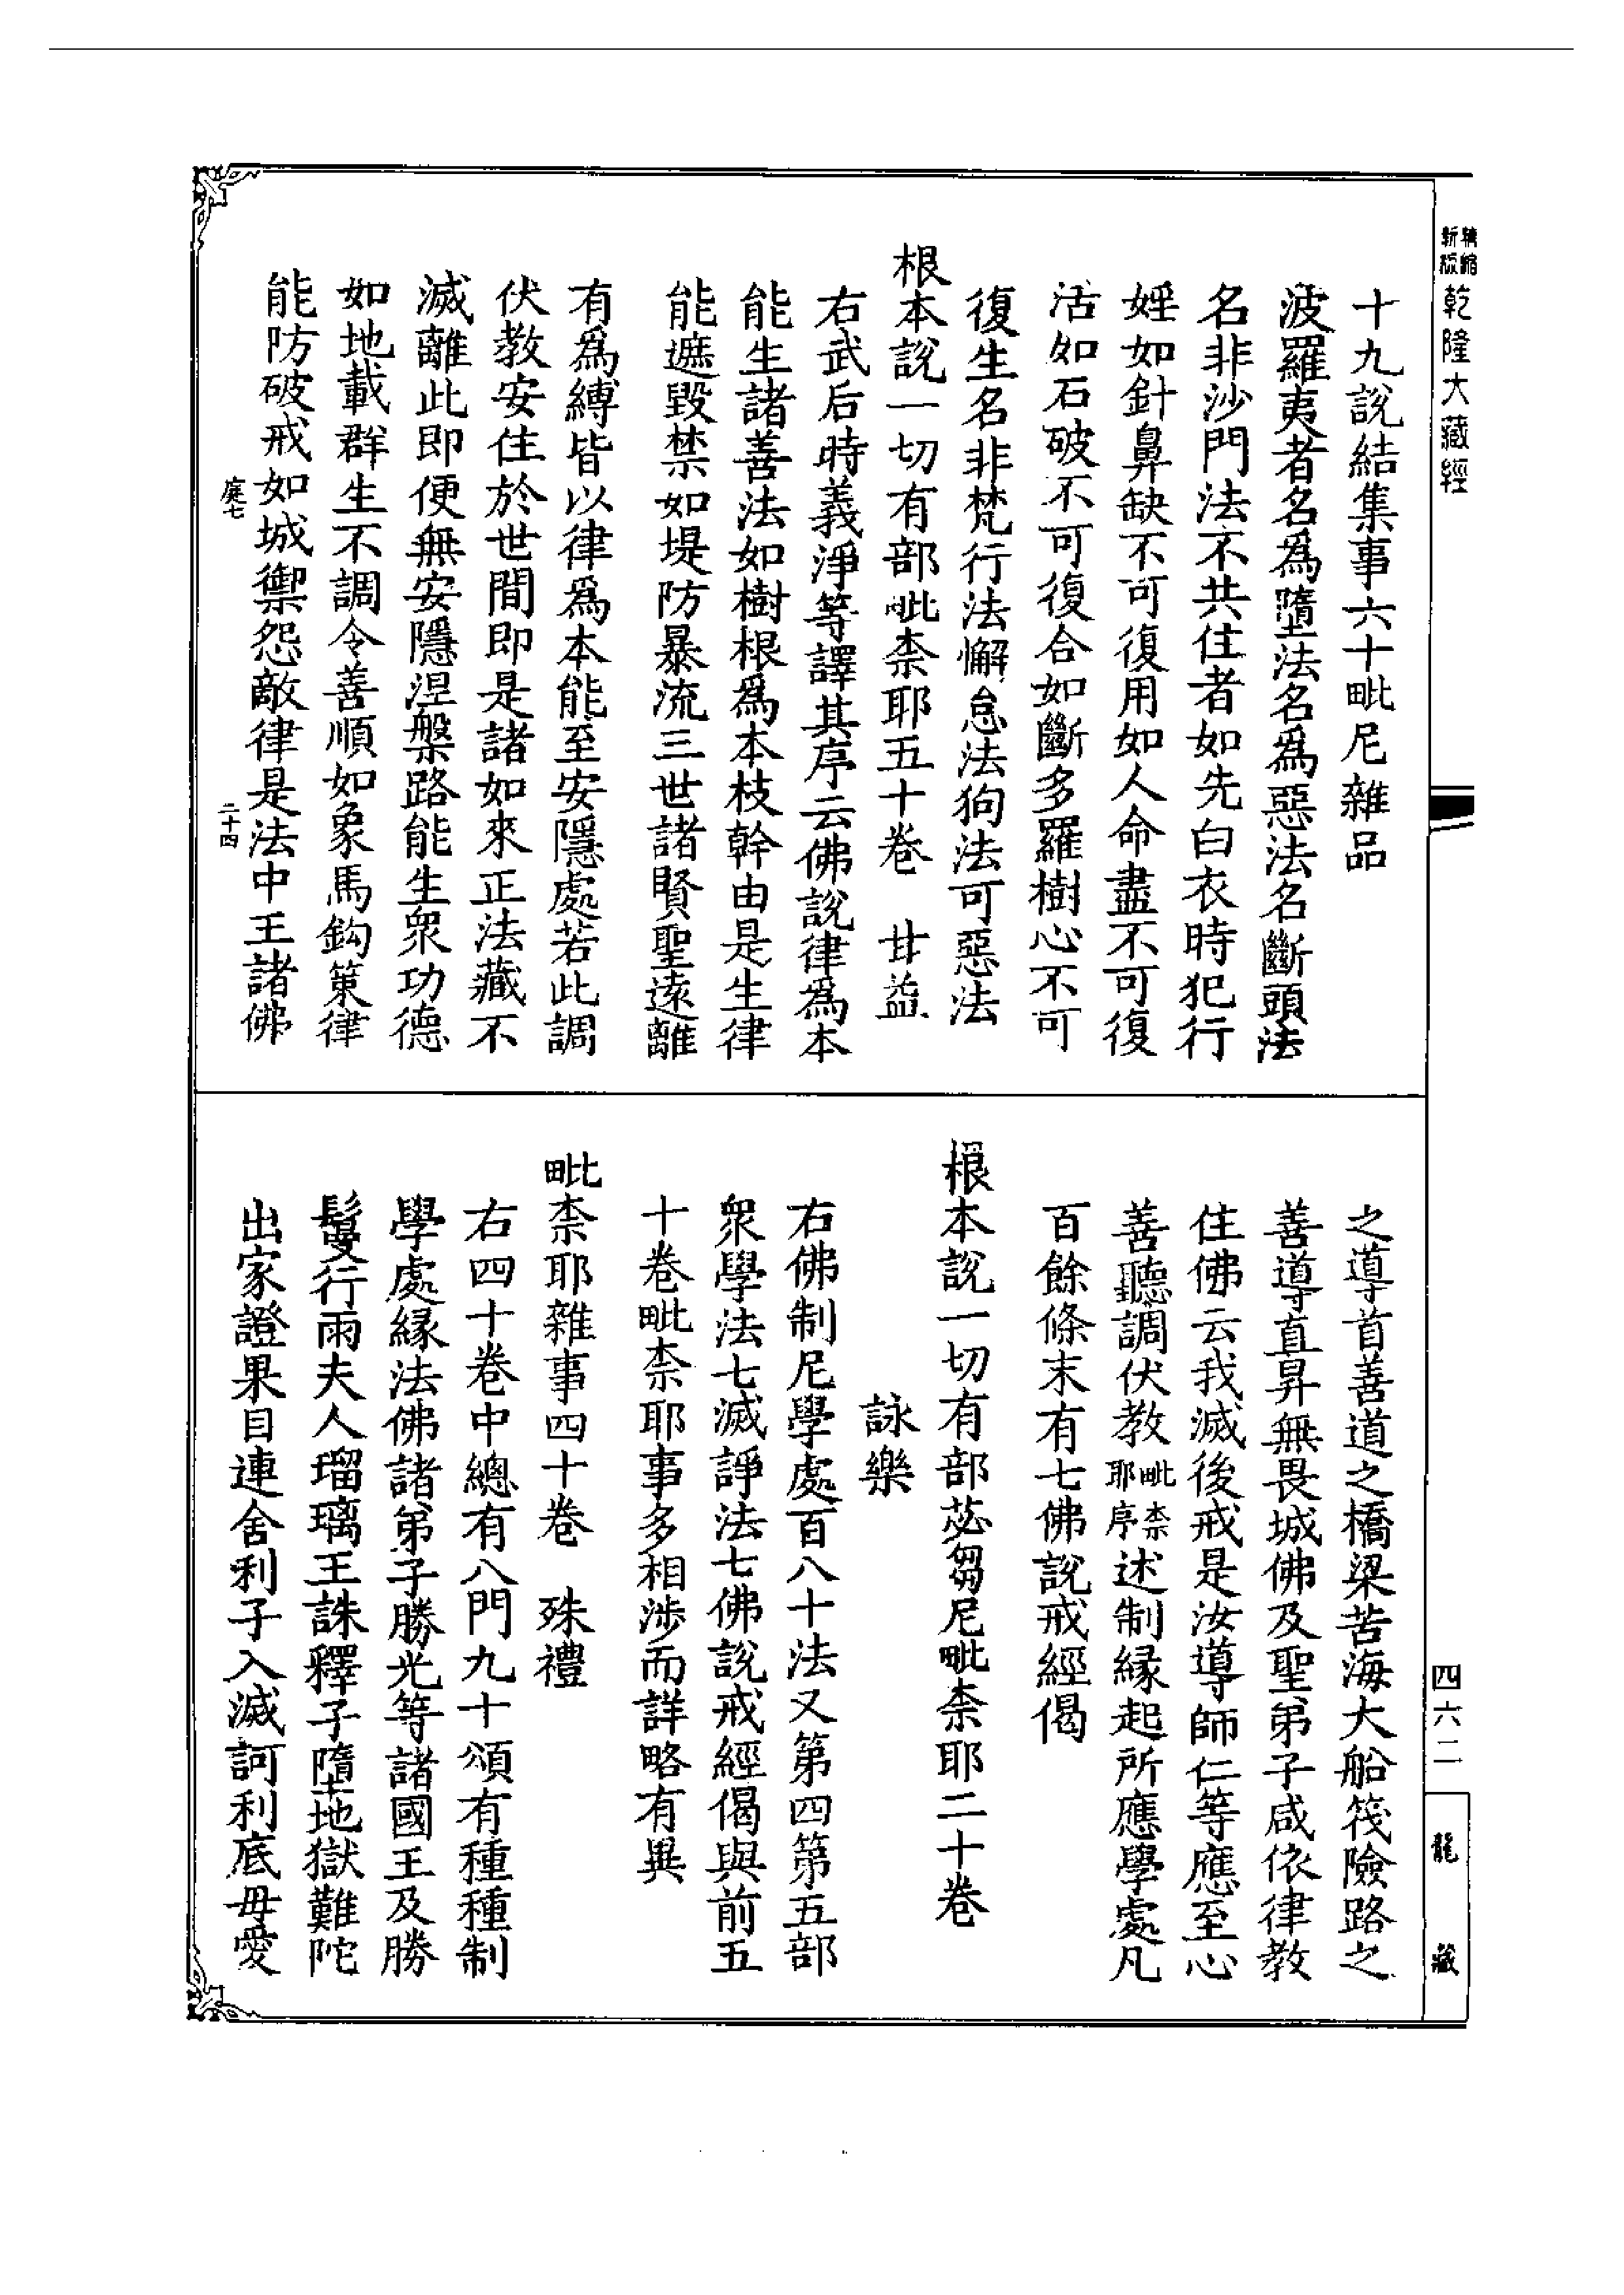 精縮
新版
乾隆大藏經
十九說結集事六十毗尼雜品
波羅夷者名爲墮法名爲惡法名斷頭法
名非沙門法不共住者如先白衣時犯行
婬如針鼻缺不可復用如人命盡不可復
活如石破不可復合如斷多羅樹心不可
復生名非梵行法懈怠法狗法可惡法
根本說一切有部毗柰耶五十卷 廿益
右武后時義淨等譯其序云佛說律爲本
能生諸善法如樹根爲本枝幹由是生律
能遮毀禁如堤防暴流三世諸賢聖遠離
有爲縛皆以律爲本能至安隱處若此調
伏教安住於世間即是諸如來正法藏不
滅離此即便無安隱涅槃路能生衆功德
如地載群生不調令善順如象馬鈎策律
能防破戒如城禦怨敵律是法中王諸佛
庭七
二十四
之導首善道之橋梁苦海大船筏險路之
善導直昇無畏城佛及聖弟子咸依律教
住佛云我滅後戒是汝導師仁等應至心
善聽調伏教毗柰耶序述制緣起所應學處凡
百餘條末有七佛說戒經偈
根本說一切有部苾芻尼毗柰耶二十卷
詠樂
右佛制尼學處百八十法又第四第五部
衆學法七滅諍法七佛說戒經偈與前五
十卷毗柰耶事多相涉而詳略有異
毗柰耶雜事四十卷 殊禮
右四十卷中總有八門九十頌有種種制
學處緣法佛諸弟子勝光等諸國王及勝
鬘行雨夫人瑠璃王誅釋子墮地獄難陀
出家證果目連舍利子入滅訶利底母愛
四六二
龍藏